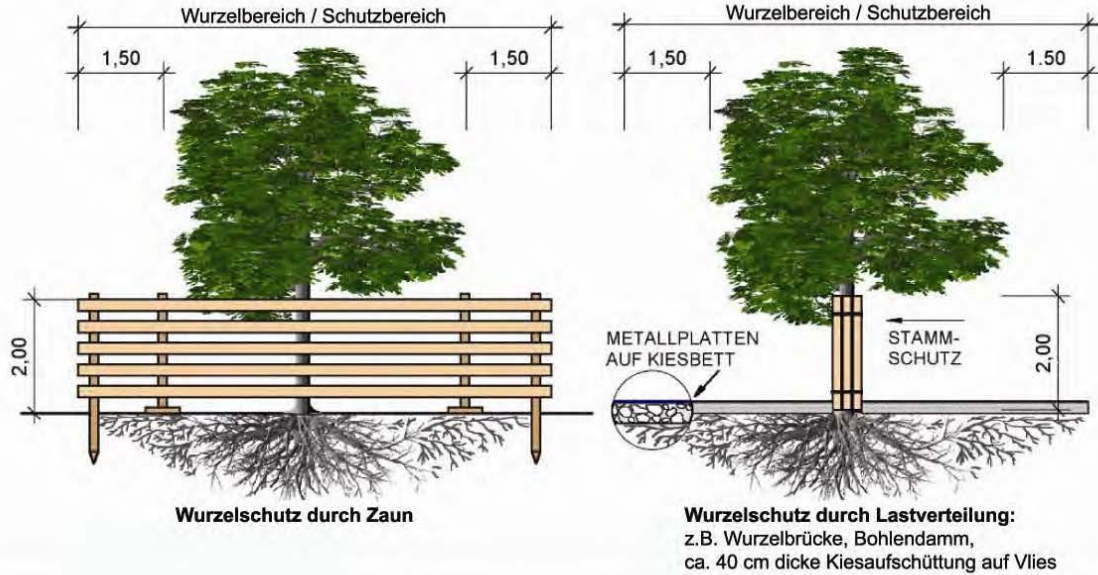 Wurzelbereich / Schutzbereich
1,50
1,50
2,00
Wurzelschutz durch Zaun
Wurzelbereich / Schutzbereich
1,50
1.50
METALLPLATTEN
AUF KIESBETT
STAMM-
SCHUTZ
2,00
Wurzelschutz durch Lastverteilung:
z.B. Wurzelbrücke, Bohlendamm,
ca. 40 cm dicke Kiesaufschüttung auf Vlies